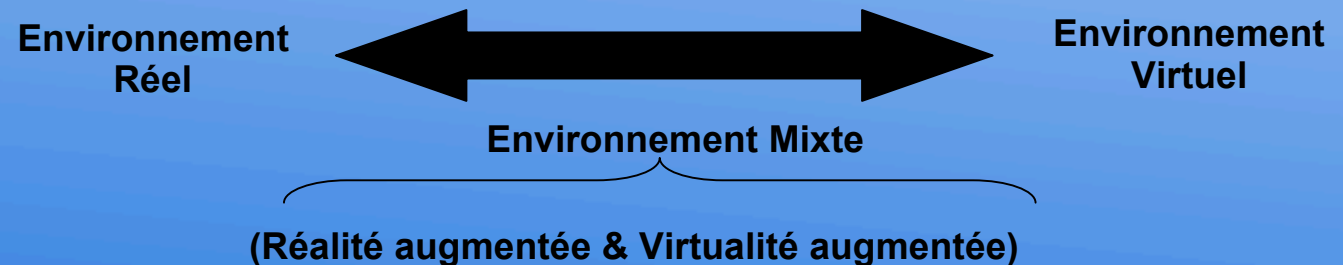 Environnement
Réel
Environnement
Virtuel
Environnement Mixte
(Réalité augmentée & Virtualité augmentée)